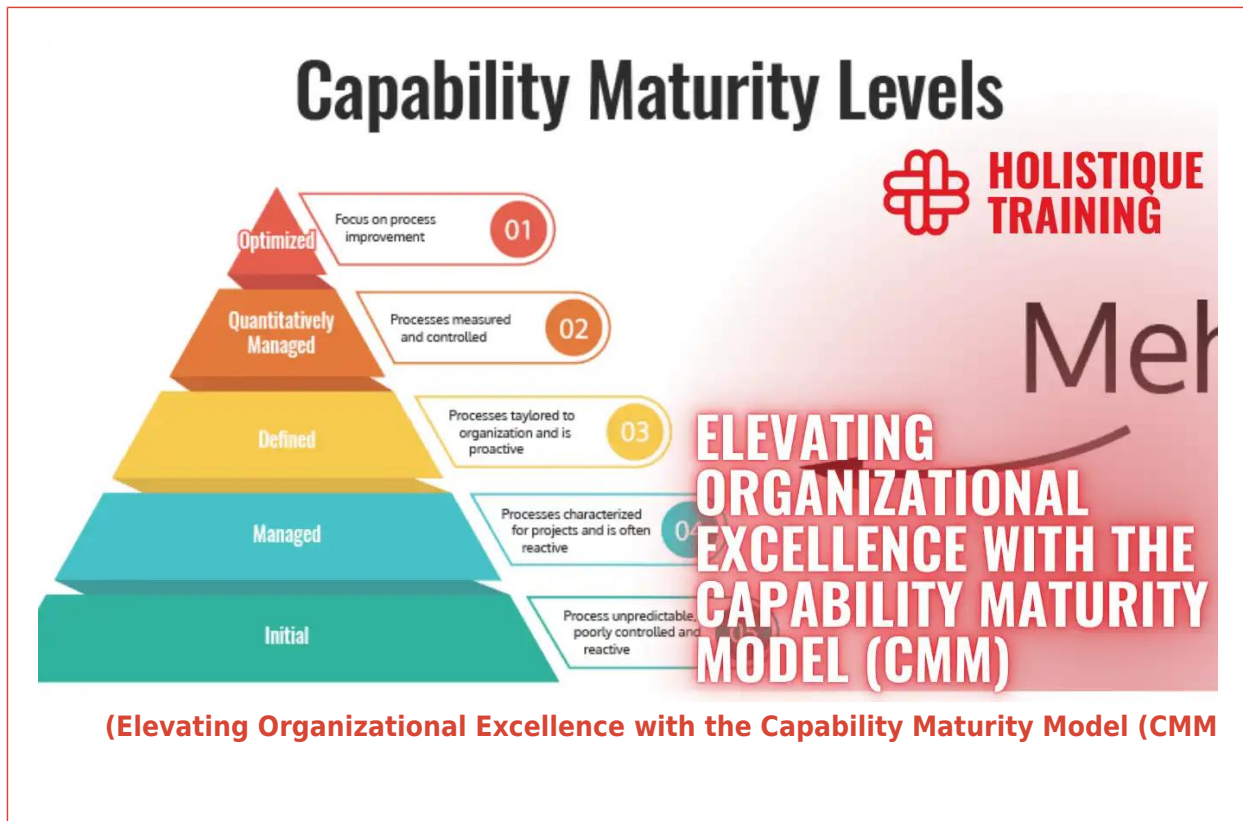 Capability Maturity Levels
HOLISTIQUE
TRAINING
Optimized
Focus on process
improvement
01
Quantitatively
Managed
Processes measured
and controlled
02
Defined
Processes taylored to
organization and is
proactive
03
Managed
Processes characterized
for projects and is often
reactive
04
Initial
Process unpredictable,
poorly controlled and
reactive
05
Meh
ELEVATING
ORGANIZATIONAL
EXCELLENCE WITH THE
CAPABILITY MATURITY
MODEL (CMM)
(Elevating Organizational Excellence with the Capability Maturity Model (CMM